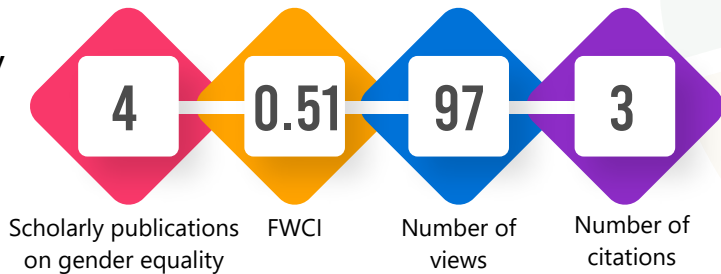 4
0.51
97
3
Scholarly publications
on gender equality
FWCI
Number of
views
Number of
citations